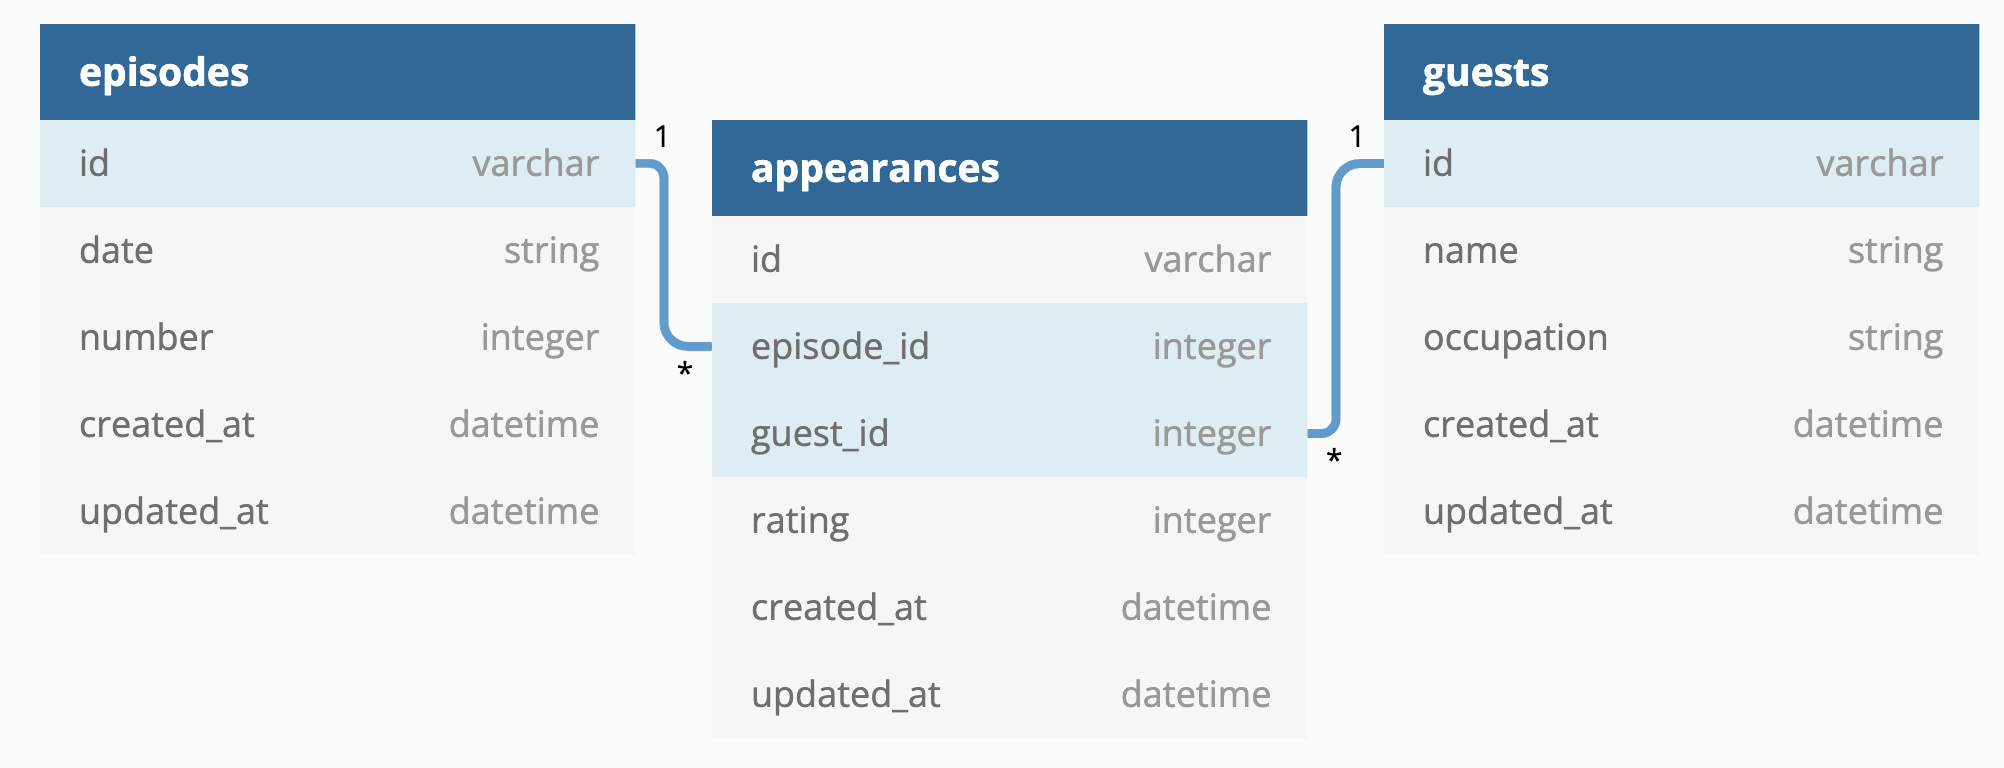 episodes
id varchar
date string
number integer
created_at datetime
updated_at datetime
1
*
appearances
id varchar
episode_id integer
guest_id integer
rating integer
created_at datetime
updated_at datetime
1
*
guests
id varchar
name string
occupation string
created_at datetime
updated_at datetime